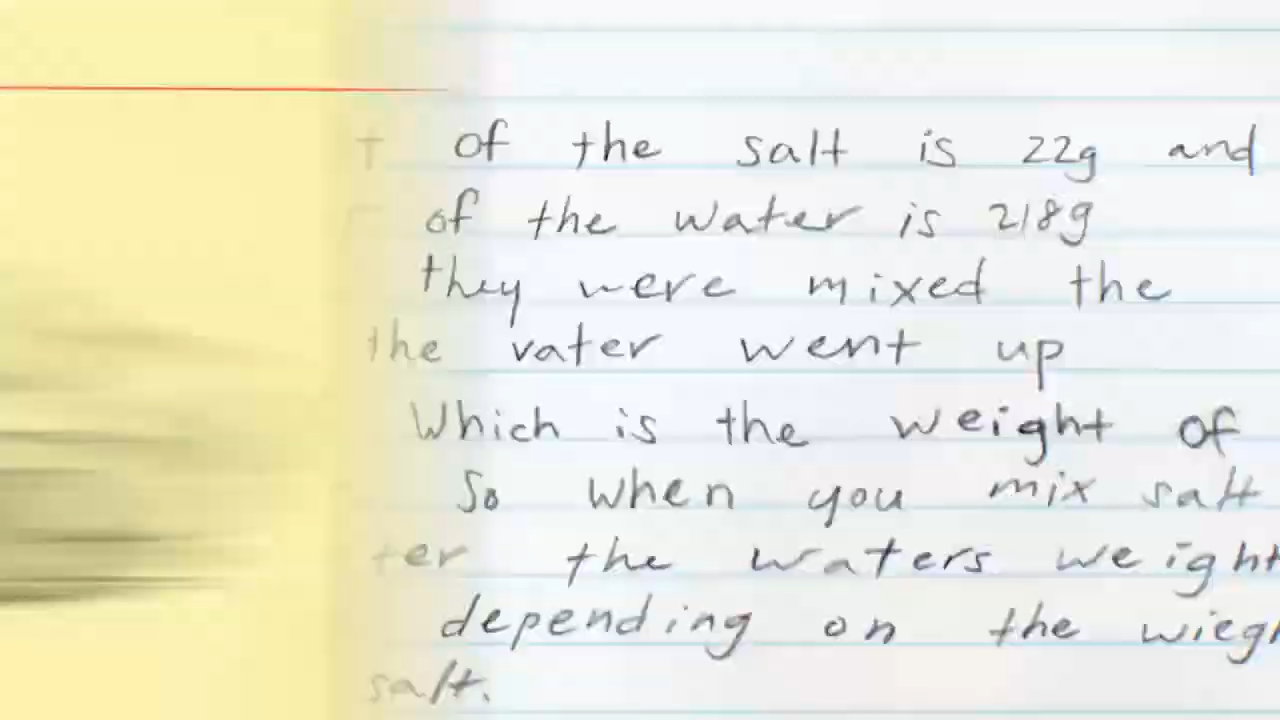 of the salt is 22g and
of the water is 218g
they were mixed the
the vater went up
Which is the weight of
So when you mix salt
the waters weight
depending on the
salt.